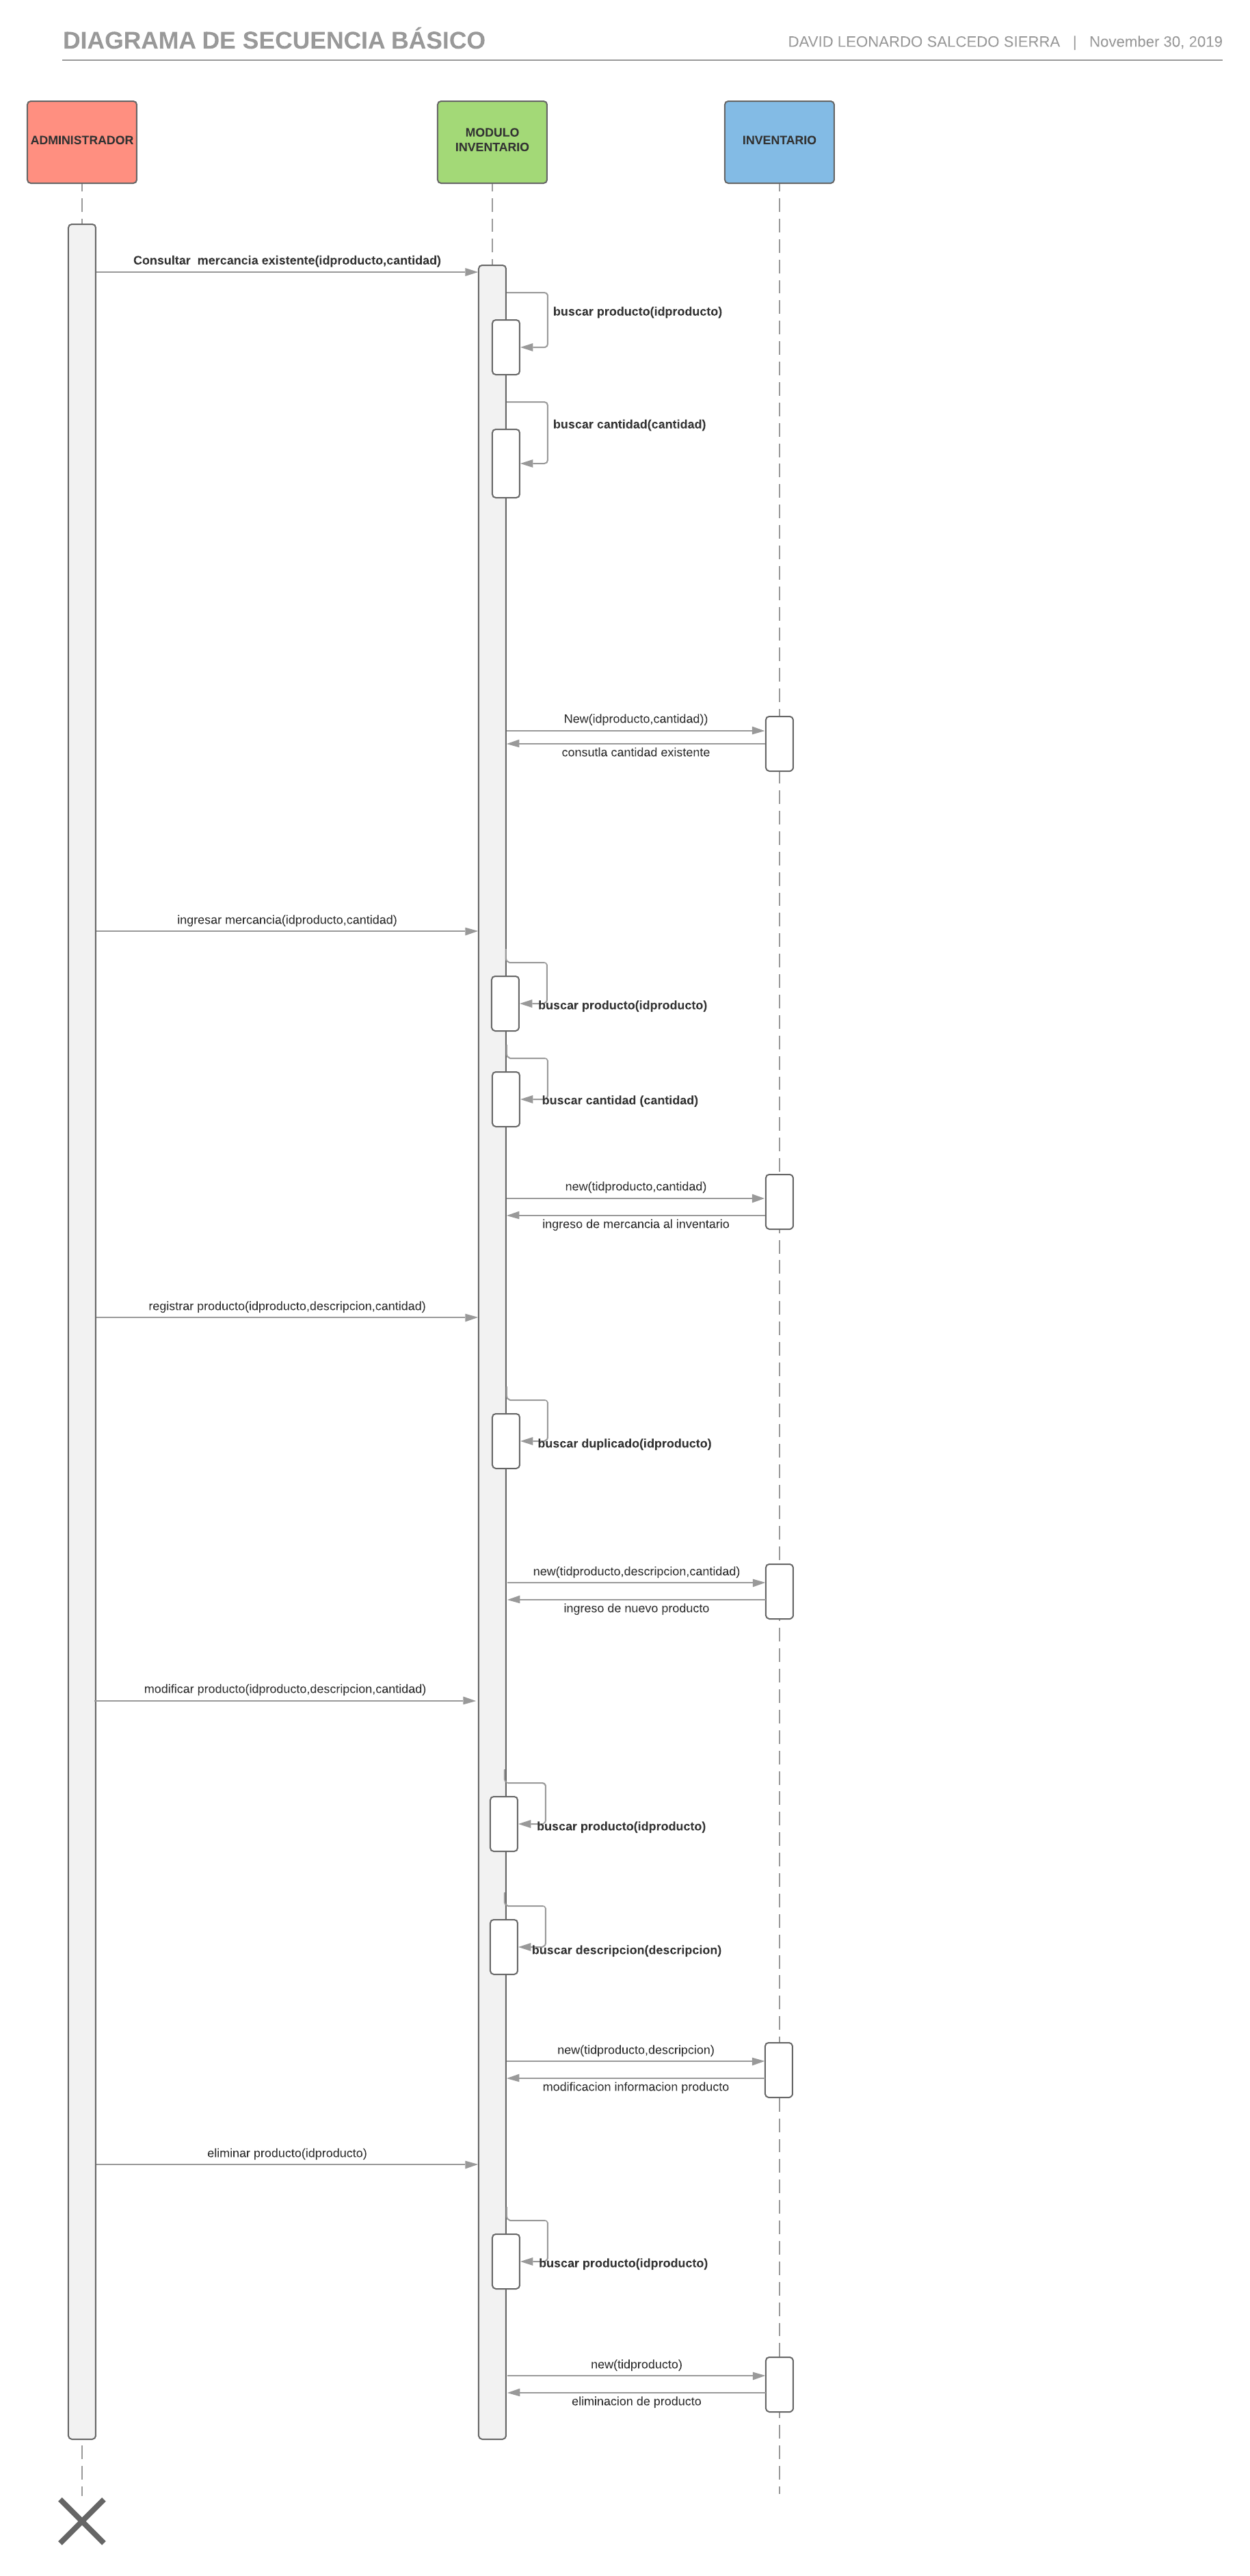 DIAGRAMA DE SECUENCIA BÁSICO
DAVID LEONARDO SALCEDO SIERRA | November 30, 2019
ADMINISTRADOR
MODULO
INVENTARIO
INVENTARIO
Consultar  mercancia existente(idproducto,cantidad)
buscar producto(idproducto)
buscar cantidad(cantidad)
New(idproducto,cantidad))
consutla cantidad existente
ingresar mercancia(idproducto,cantidad)
buscar producto(idproducto)
buscar cantidad (cantidad)
new(tidproducto,cantidad)
ingreso de mercancia al inventario
registrar producto(idproducto,descripcion,cantidad)
buscar duplicado(idproducto)
new(tidproducto,descripcion,cantidad)
ingreso de nuevo producto
modificar producto(idproducto,descripcion,cantidad)
buscar producto(idproducto)
buscar descripcion(descripcion)
new(tidproducto,descripcion)
modificacion informacion producto
eliminar producto(idproducto)
buscar producto(idproducto)
new(tidproducto)
eliminacion de producto